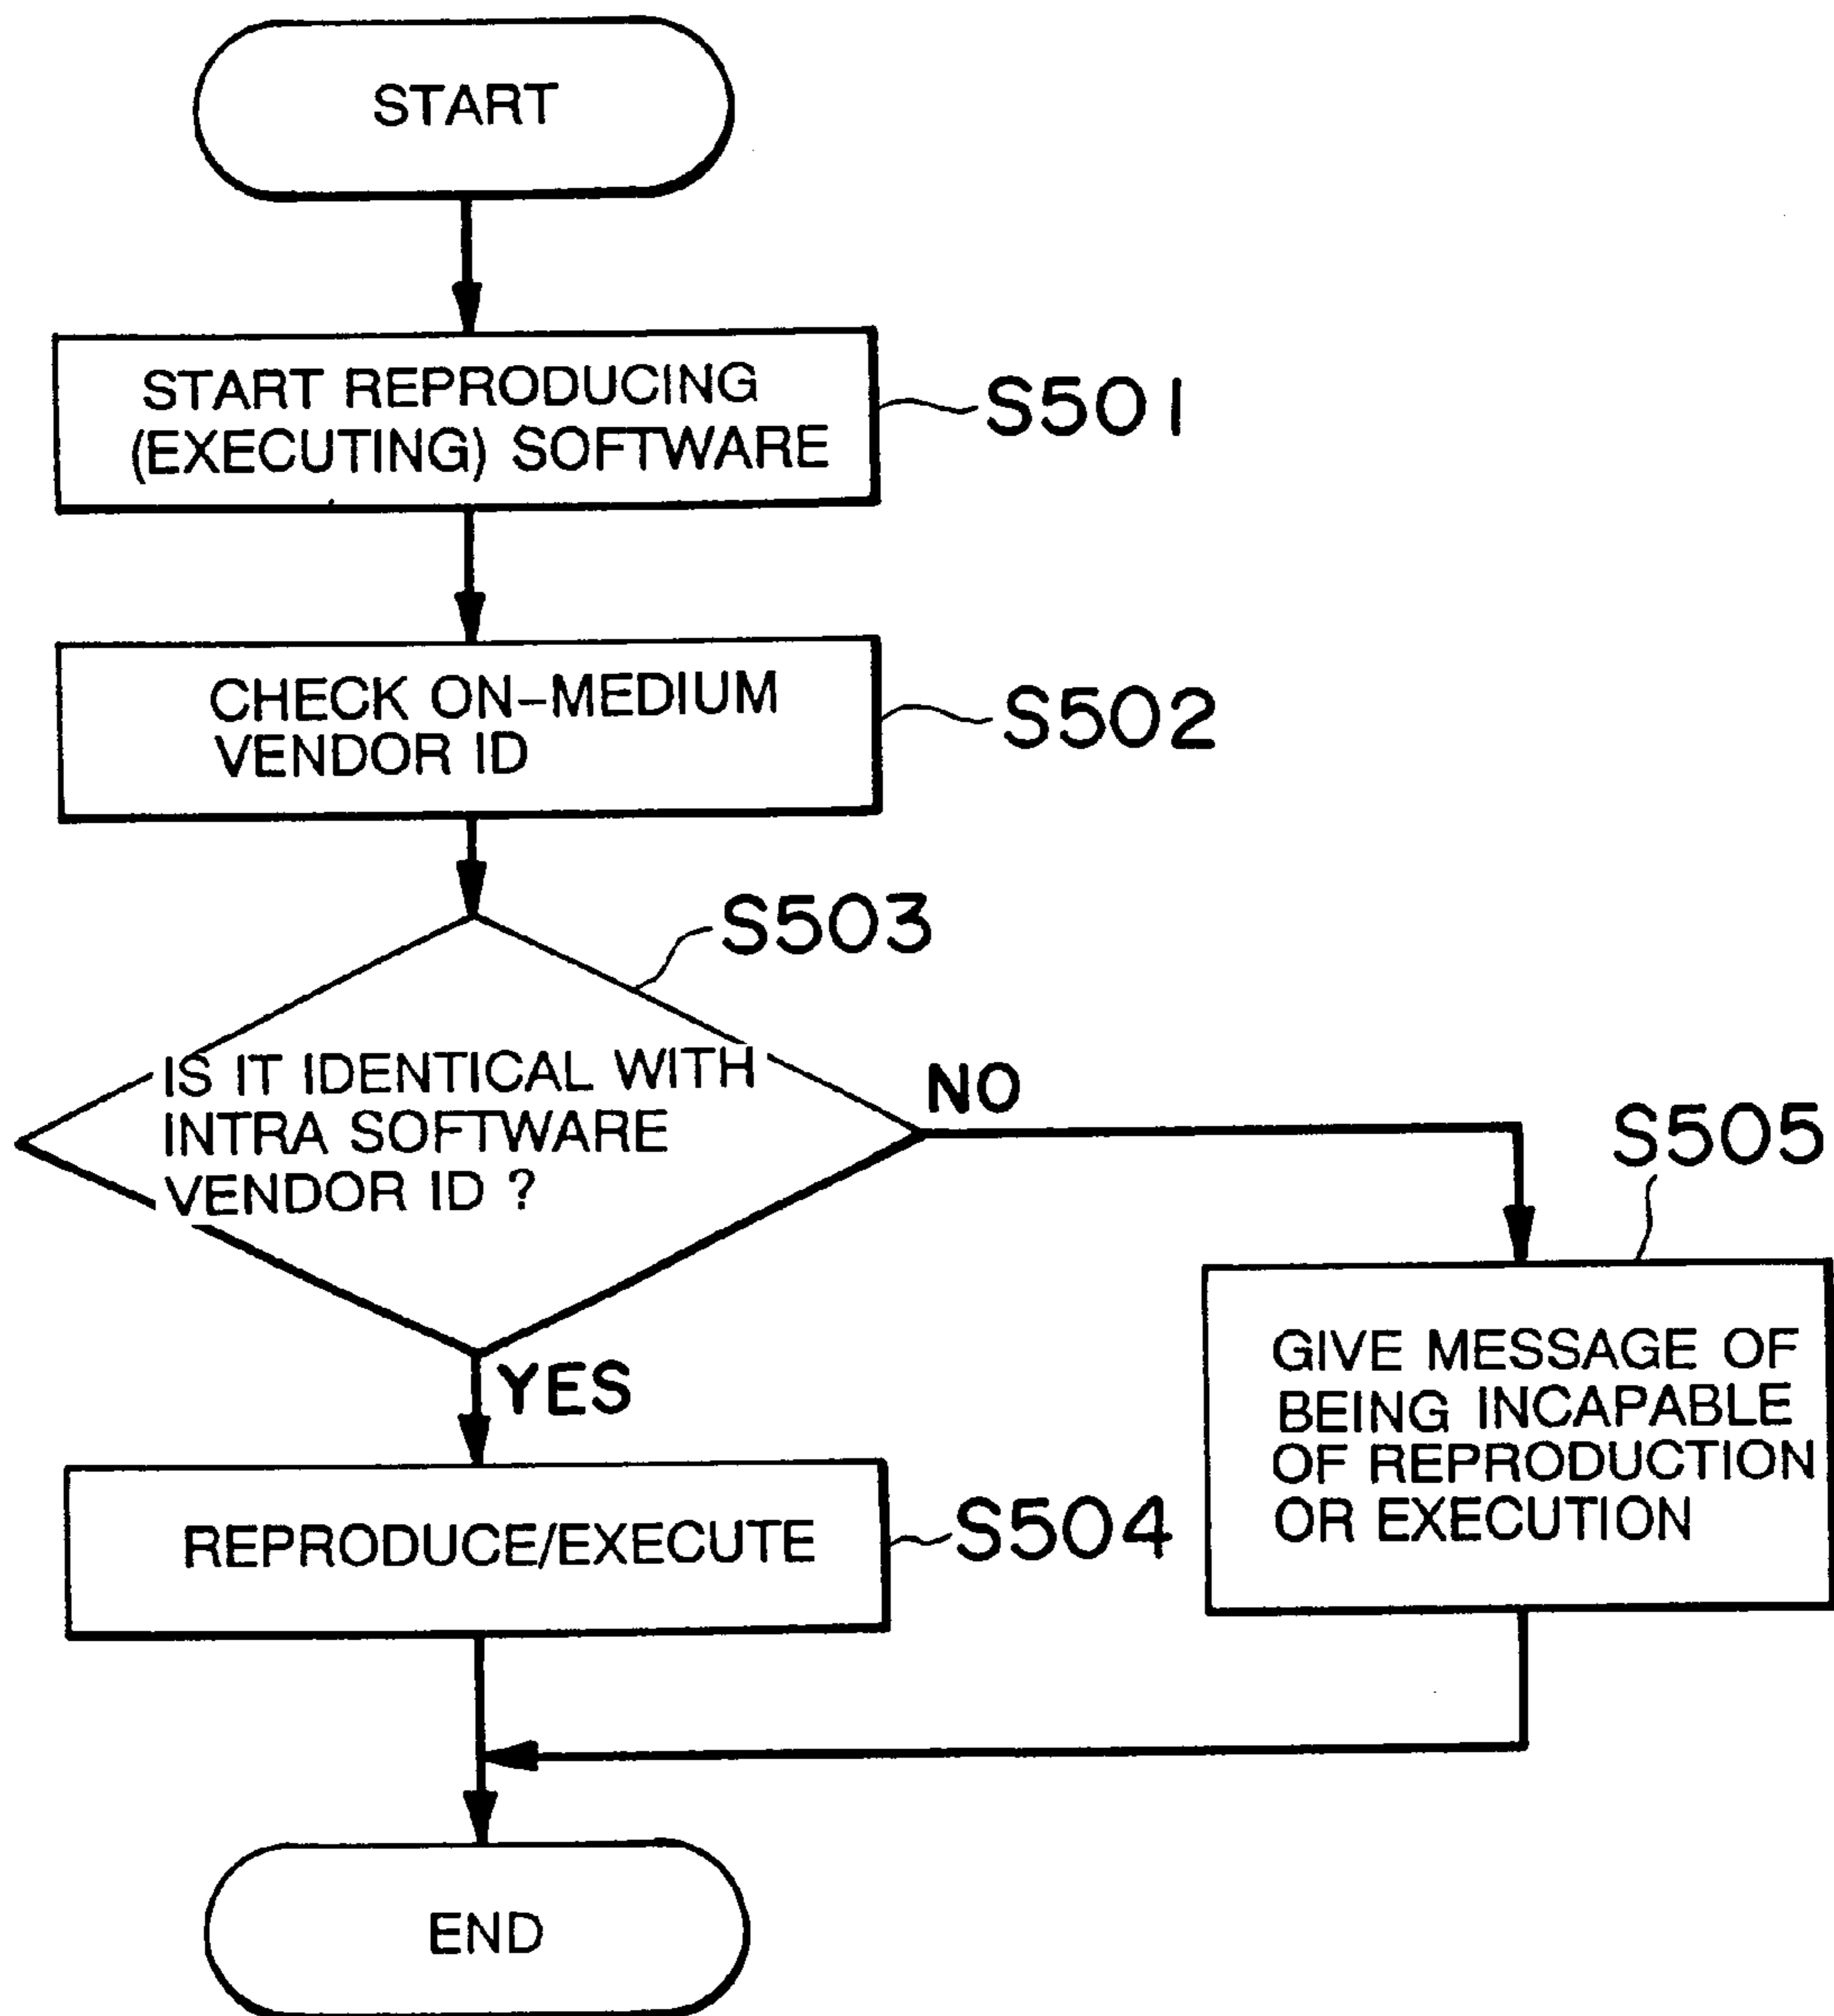 START
START REPRODUCING
(EXECUTING) SOFTWARE
S501
CHECK ON-MEDIUM
VENDOR ID
S502
S503
IS IT IDENTICAL WITH
INTRA SOFTWARE
VENDOR ID ?
NO
YES
S505
GIVE MESSAGE OF
BEING INCAPABLE
OF REPRODUCTION
OR EXECUTION
REPRODUCE/EXECUTE
S504
END